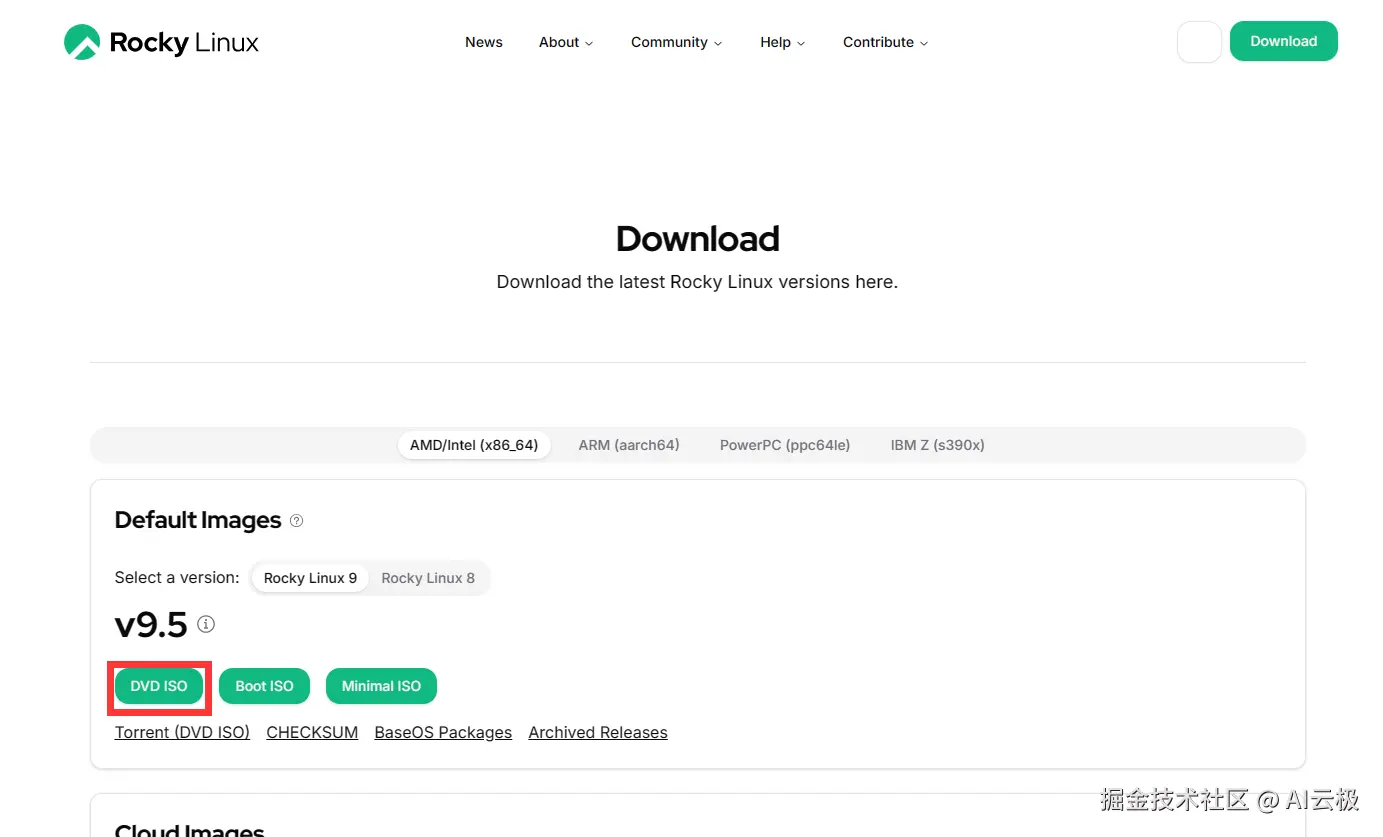 Rocky Linux
News About Community Help Contribute Download
Download
Download the latest Rocky Linux versions here.
AMD/Intel (x86_64) ARM (aarch64) PowerPC (ppc64le) IBM Z (s390x)
Default Images
Select a version: Rocky Linux 9 Rocky Linux 8
v9.5
DVD ISO Boot ISO Minimal ISO
Torrent (DVD ISO) CHECKSUM BaseOS Packages Archived Releases
Cloud Images
掘金技术社区 @ AI云极